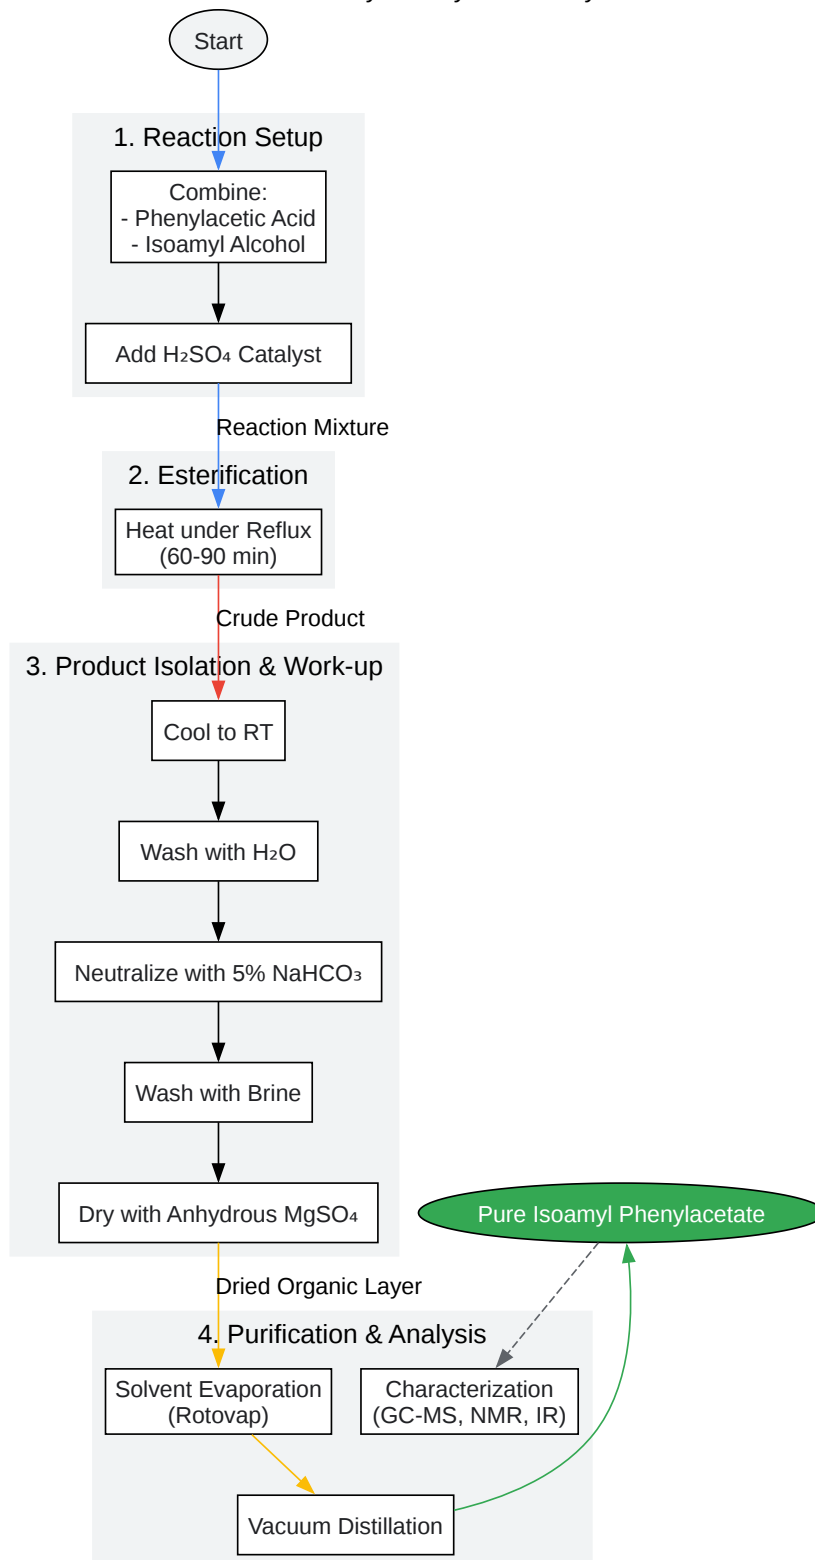 Start
1. Reaction Setup
Combine:
- Phenylacetic Acid
- Isoamyl Alcohol
Add H₂SO₄ Catalyst
Reaction Mixture
2. Esterification
Heat under Reflux
(60-90 min)
Crude Product
3. Product Isolation & Work-up
Cool to RT
Wash with H₂O
Neutralize with 5% NaHCO₃
Wash with Brine
Dry with Anhydrous MgSO₄
Pure Isoamyl Phenylacetate
Dried Organic Layer
4. Purification & Analysis
Solvent Evaporation
(Rotovap)
Characterization
(GC-MS, NMR, IR)
Vacuum Distillation